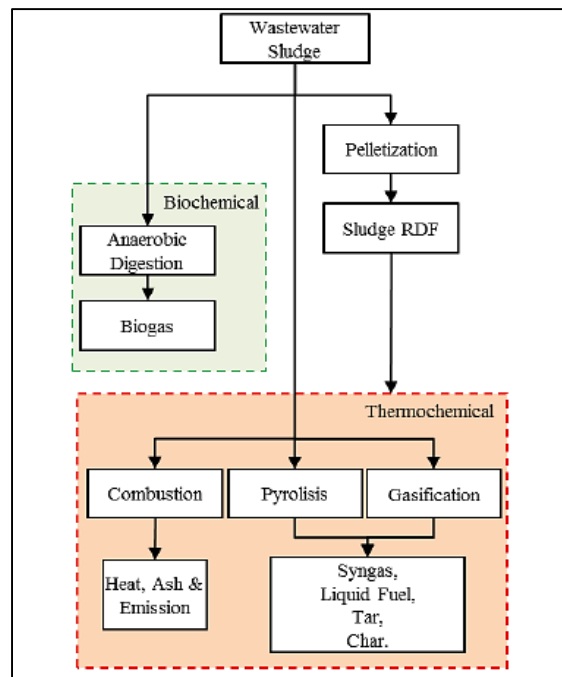 Wastewater
Sludge
Pelletization
Biochemical
Anaerobic
Digestion
Sludge RDF
Biogas
Thermochemical
Combustion
Pyrolisis
Gasification
Heat, Ash &
Emission
Syngas,
Liquid Fuel,
Tar,
Char.